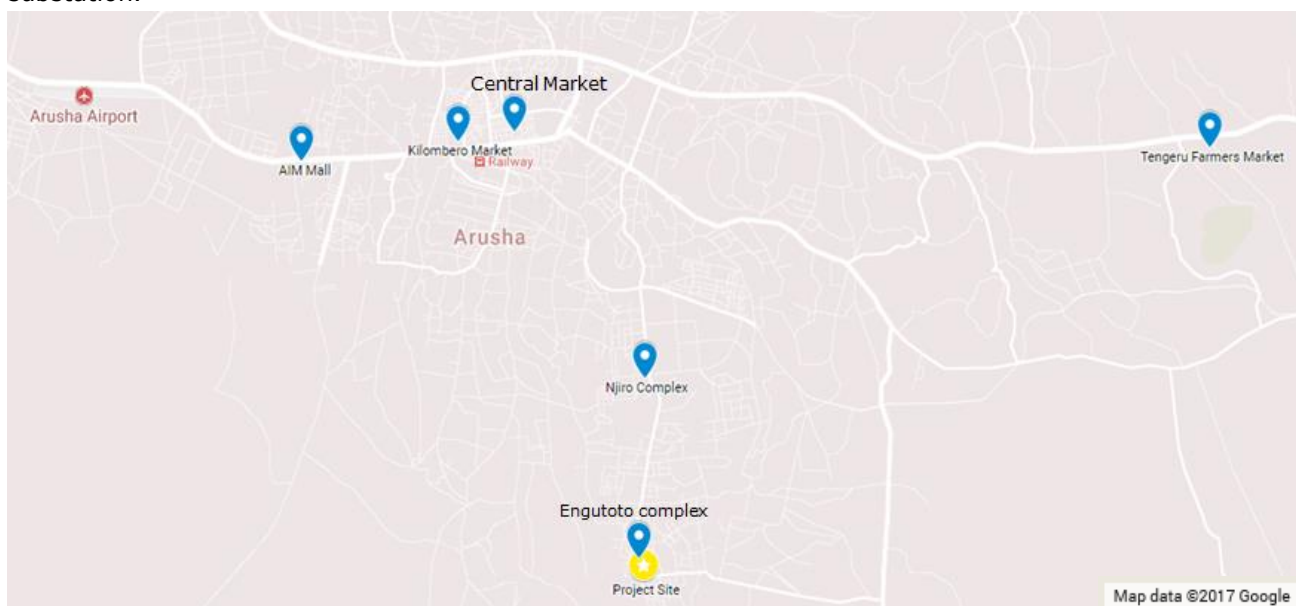 Central Market
Arusha Airport
Kilombero Market
Railway
AIM Mall
Tengeru Farmers Market
Arusha
Njiro Complex
Engutoto complex
Project Site
Map data ©2017 Google